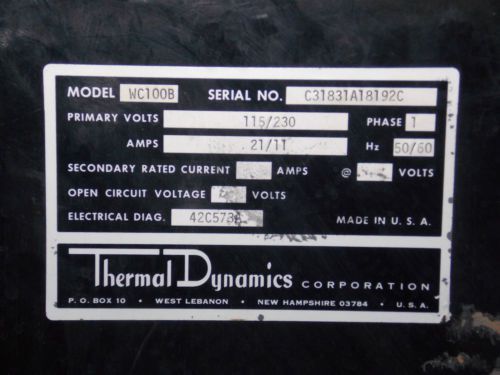 MODEL WC100B SERIAL NO. C31831A18192C
PRIMARY VOLTS 115/230 PHASE 1
AMPS 21/11 Hz 50/60
SECONDARY RATED CURRENT AMPS @ VOLTS
OPEN CIRCUIT VOLTAGE VOLTS
ELECTRICAL DIAG. 42C573A MADE IN U.S.A.
Thermal Dynamics CORPORATION
P. O. BOX 10 • WEST LEBANON • NEW HAMPSHIRE 03784 • U.S.A.